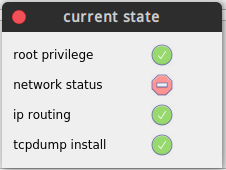 current state
root privilege
network status
ip routing
tcpdump install